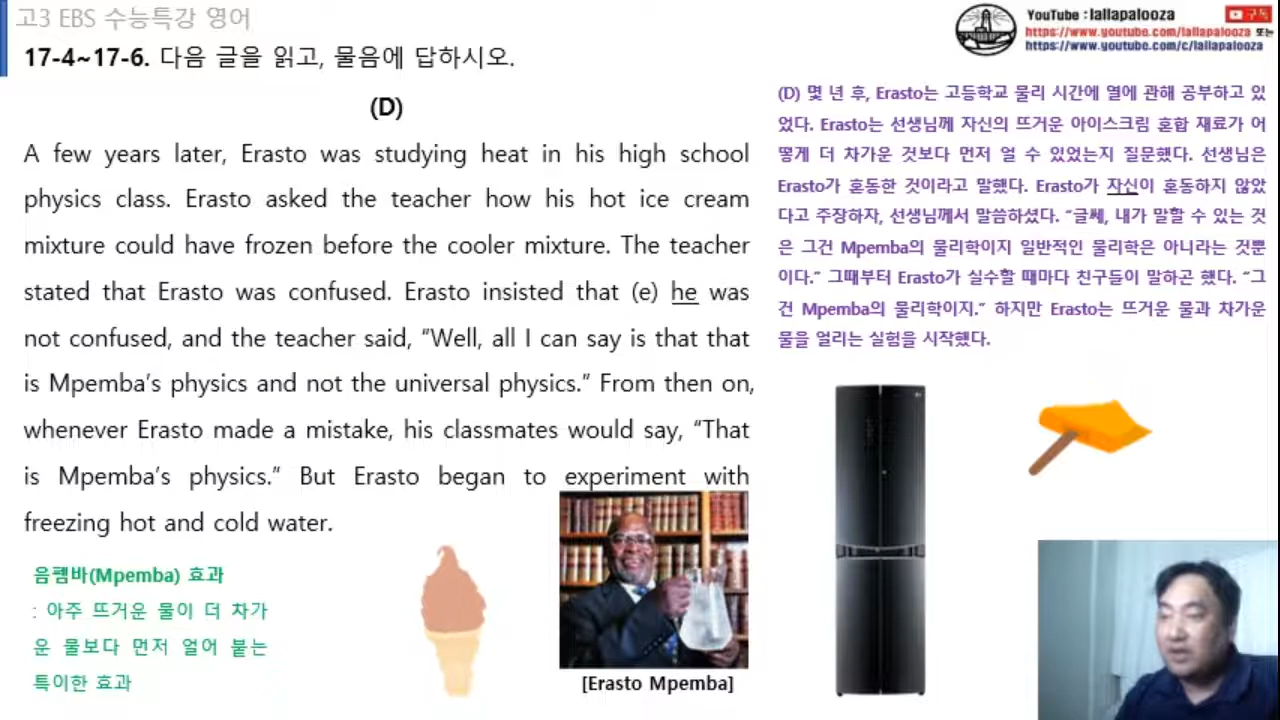 고3 EBS 수능특강 영어
17-4~17-6. 다음 글을 읽고, 물음에 답하시오.
YouTube : lallapalooza
구독
https://www.youtube.com/lallapalooza 또는
https://www.youtube.com/c/lallapalooza
(D)
A few years later, Erasto was studying heat in his high school
physics class. Erasto asked the teacher how his hot ice cream
mixture could have frozen before the cooler mixture. The teacher
stated that Erasto was confused. Erasto insisted that (e) he was
not confused, and the teacher said, “Well, all I can say is that that
is Mpemba’s physics and not the universal physics.” From then on,
whenever Erasto made a mistake, his classmates would say, “That
is Mpemba’s physics.” But Erasto began to experiment with
freezing hot and cold water.
(D) 몇 년 후, Erasto는 고등학교 물리 시간에 열에 관해 공부하고 있
었다. Erasto는 선생님께 자신의 뜨거운 아이스크림 혼합 재료가 어
떻게 더 차가운 것보다 먼저 얼 수 있었는지 질문했다. 선생님은
Erasto가 혼동한 것이라고 말했다. Erasto가 자신이 혼동하지 않았
다고 주장하자, 선생님께서 말씀하셨다. “글쎄, 내가 말할 수 있는 것
은 그건 Mpemba의 물리학이지 일반적인 물리학은 아니라는 것뿐
이다.” 그때부터 Erasto가 실수할 때마다 친구들이 말하곤 했다. “그
건 Mpemba의 물리학이지.” 하지만 Erasto는 뜨거운 물과 차가운
물을 얼리는 실험을 시작했다.
음펨바(Mpemba) 효과
: 아주 뜨거운 물이 더 차가
운 물보다 먼저 얼어 붙는
특이한 효과
[Erasto Mpemba]